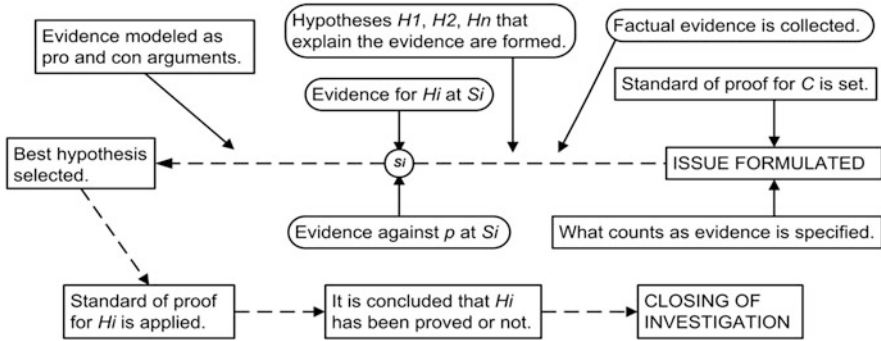 Evidence modeled as
pro and con arguments.
Hypotheses H1, H2, Hn that
explain the evidence are formed.
Factual evidence is collected.
Evidence for Hi at Si
Standard of proof for C is set.
Best hypothesis
selected.
Si
ISSUE FORMULATED
Evidence against p at Si
What counts as evidence is specified.
Standard of proof
for Hi is applied.
It is concluded that Hi
has been proved or not.
CLOSING OF
INVESTIGATION